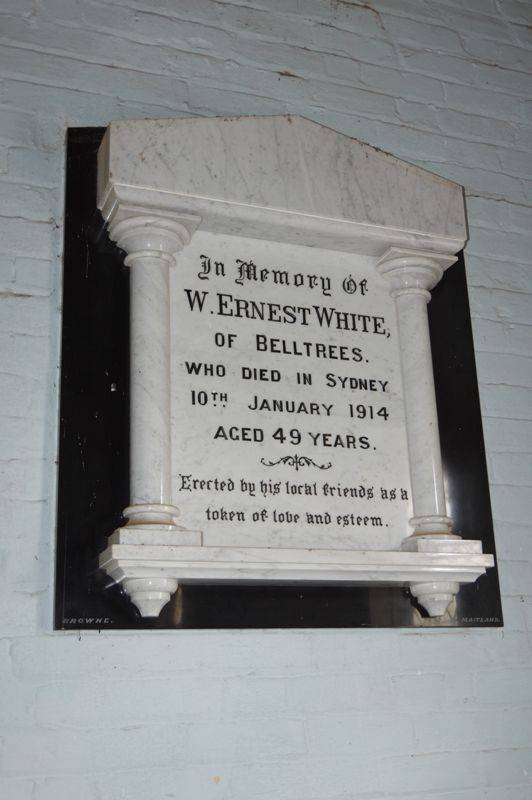 In Memory Of
W. ERNEST WHITE,
OF BELLTREES.
WHO DIED IN SYDNEY
10TH. JANUARY 1914
AGED 49 YEARS.
Erected by his local friends as a
token of love and esteem.
BROWNE. MAITLAND.